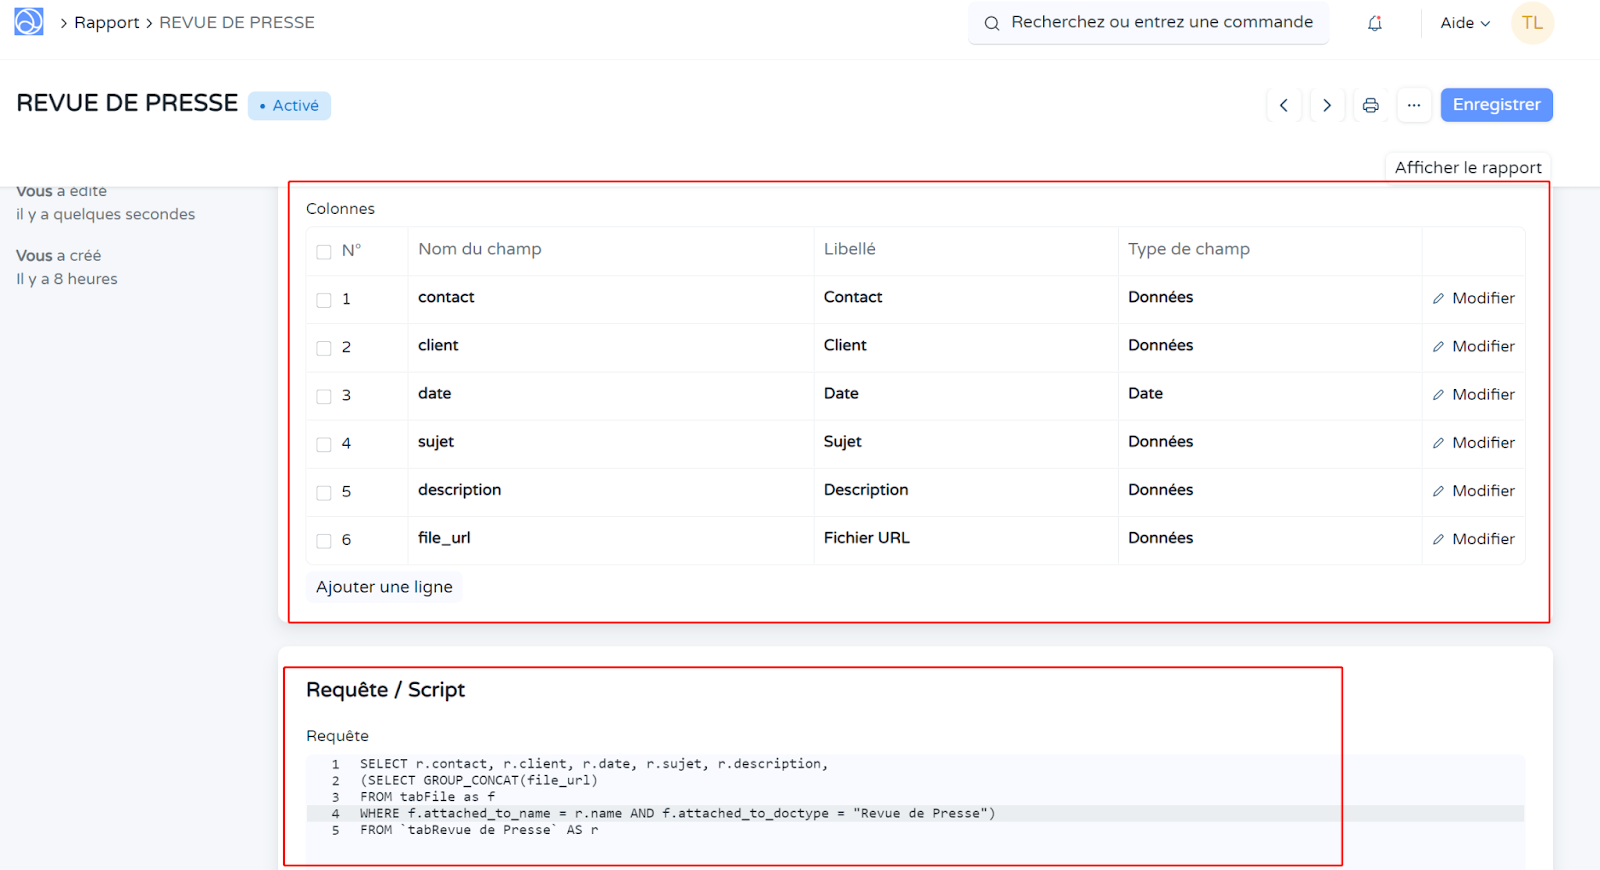 > Rapport > REVUE DE PRESSE
Recherchez ou entrez une commande
Aide
TL
REVUE DE PRESSE
• Activé
···
Enregistrer
Afficher le rapport
Vous a édité
il y a quelques secondes
Vous a créé
Il y a 8 heures
Colonnes
N° Nom du champ Libellé Type de champ
1 contact Contact Données Modifier
2 client Client Données Modifier
3 date Date Date Modifier
4 sujet Sujet Données Modifier
5 description Description Données Modifier
6 file_url Fichier URL Données Modifier
Ajouter une ligne
Requête / Script
Requête
1 SELECT r.contact, r.client, r.date, r.sujet, r.description,
2 (SELECT GROUP_CONCAT(file_url)
3 FROM tabFile as f
4 WHERE f.attached_to_name = r.name AND f.attached_to_doctype = "Revue de Presse")
5 FROM `tabRevue de Presse` AS r